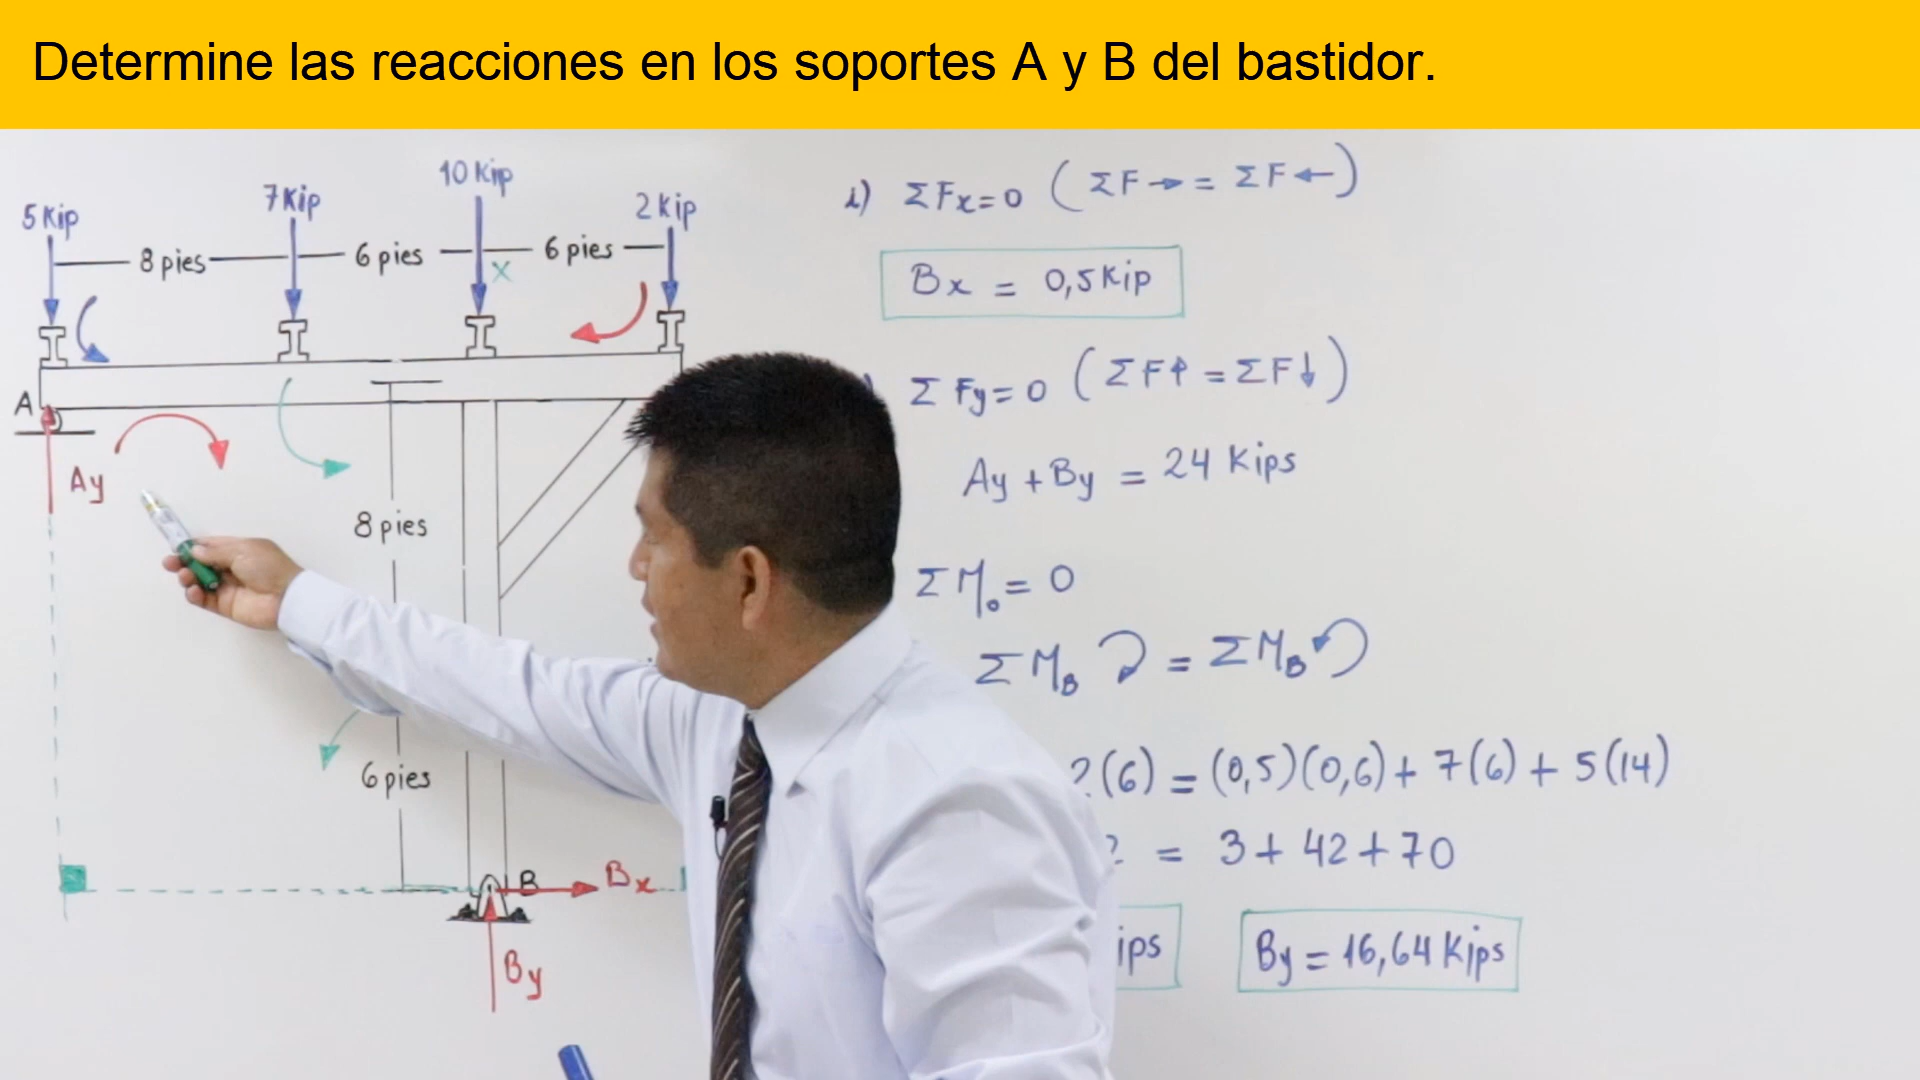 Determine las reacciones en los soportes A y B del bastidor.
5 Kip
7 Kip
10 Kip
2 Kip
8 pies
6 pies
6 pies
X
A
Ay
8 pies
6 pies
B
Bx
By
i) ΣFx=0 (ΣF→ = ΣF←)
Bx = 0,5 Kip
) ΣFy=0 (ΣF↑ = ΣF↓)
Ay + By = 24 Kips
ΣMo = 0
ΣMB ↻ = ΣMB ↺
(6) = (0,5)(0,6) + 7(6) + 5(14)
= 3 + 42 + 70
ips
By = 16,64 Kips